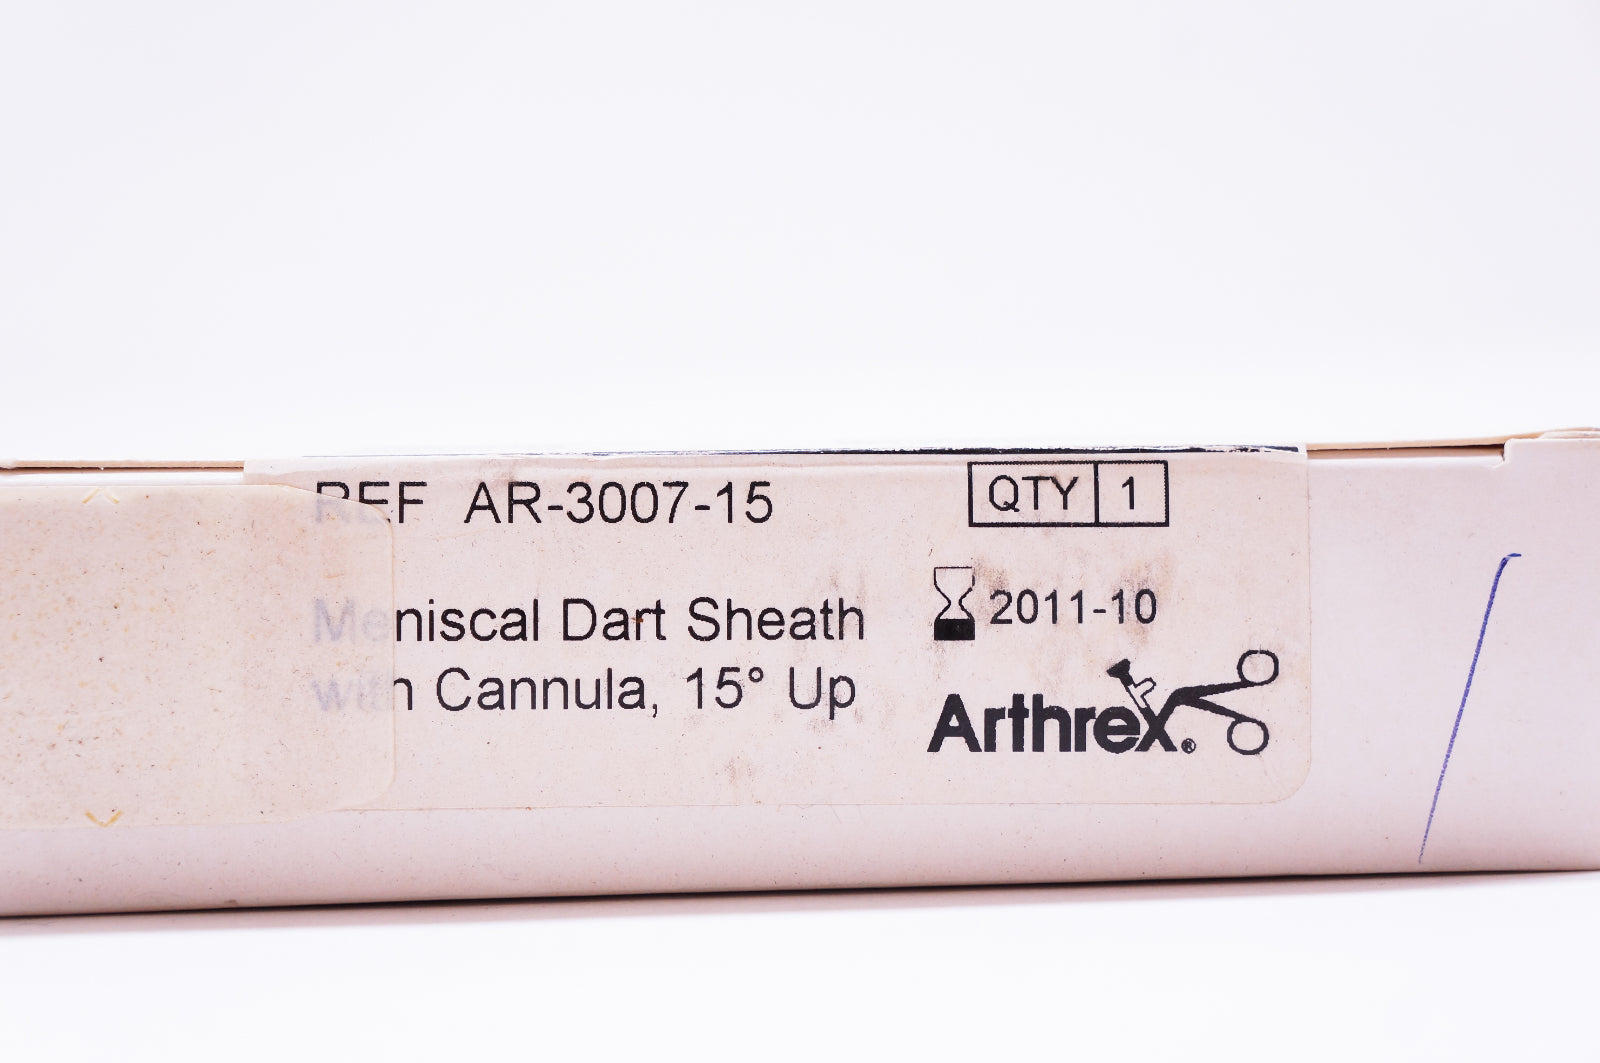 REF AR-3007-15
QTY 1
Meniscal Dart Sheath
with Cannula, 15° Up
2011-10
Arthrex®